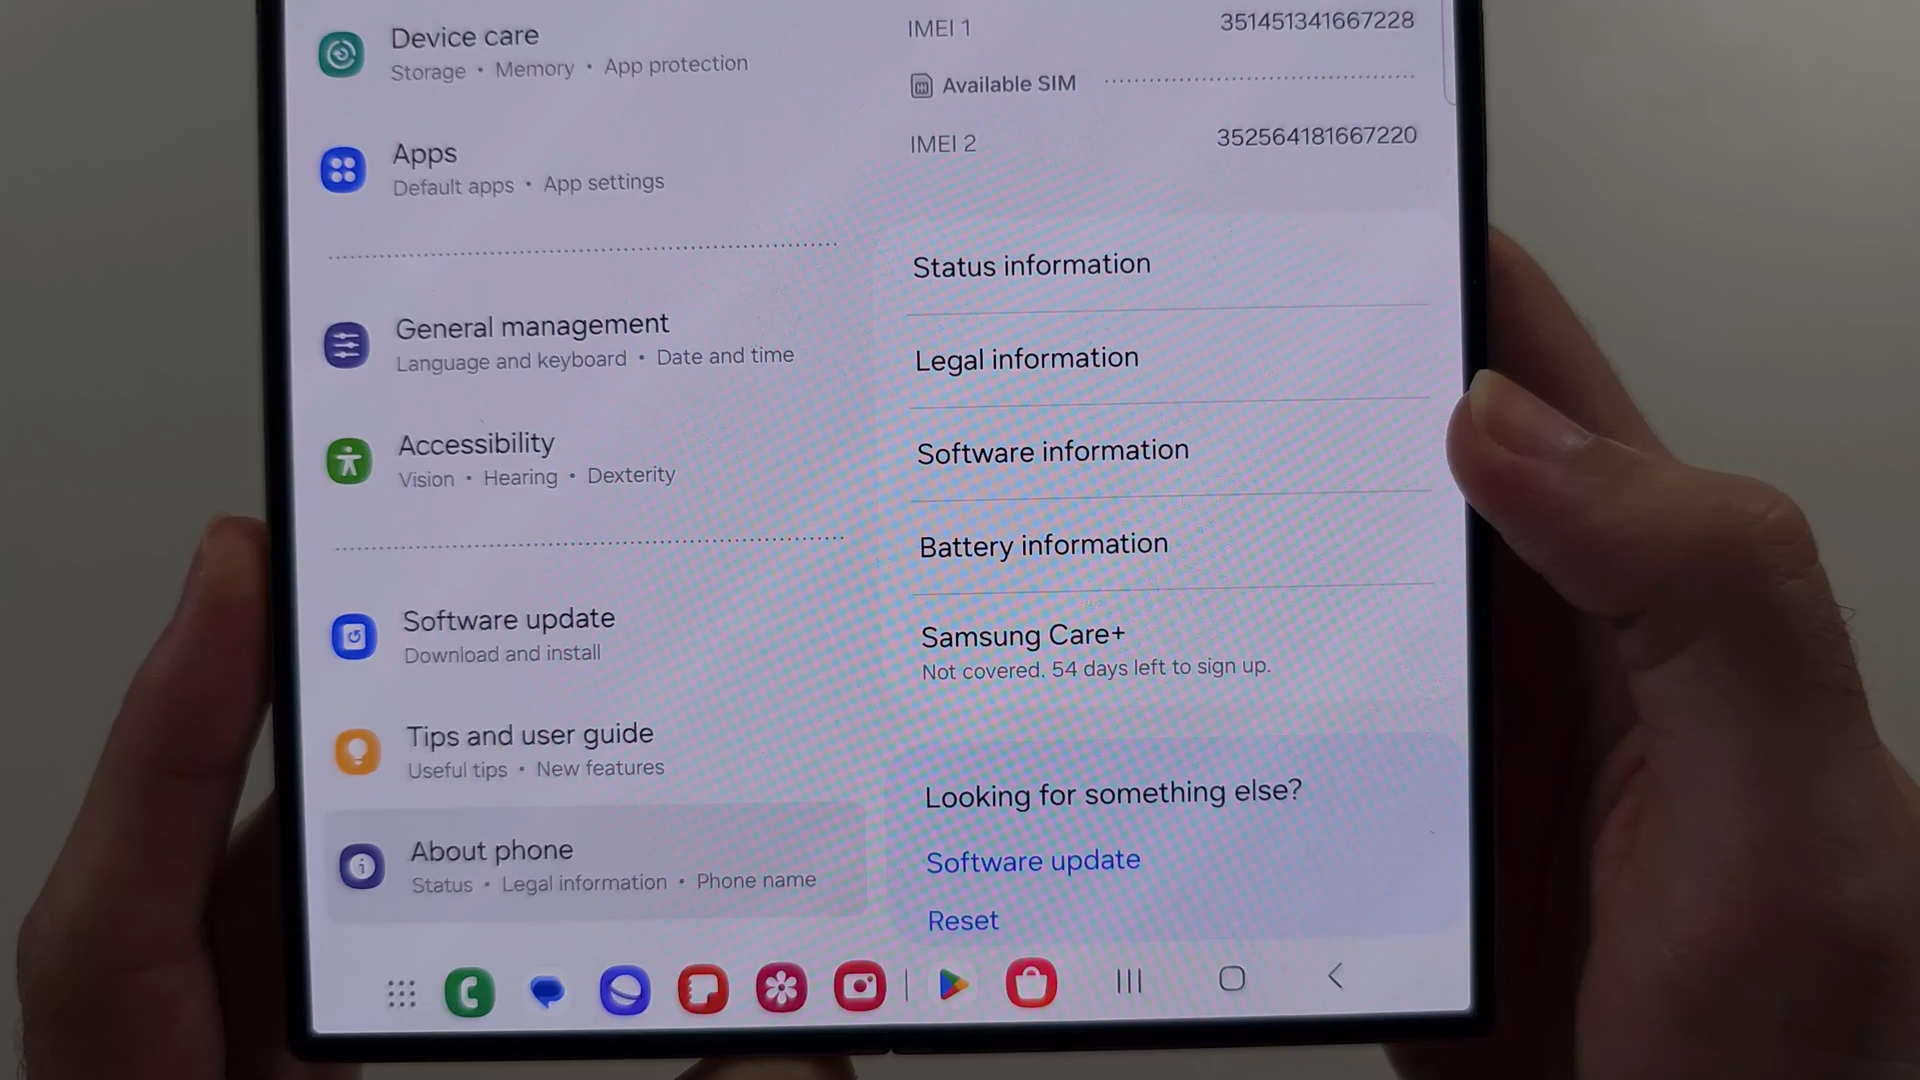 Device care
Storage • Memory • App protection
Apps
Default apps • App settings
General management
Language and keyboard • Date and time
Accessibility
Vision • Hearing • Dexterity
Software update
Download and install
Tips and user guide
Useful tips • New features
About phone
Status • Legal information • Phone name
IMEI 1 351451341667228
Available SIM
IMEI 2 352564181667220
Status information
Legal information
Software information
Battery information
Samsung Care+
Not covered. 54 days left to sign up.
Looking for something else?
Software update
Reset